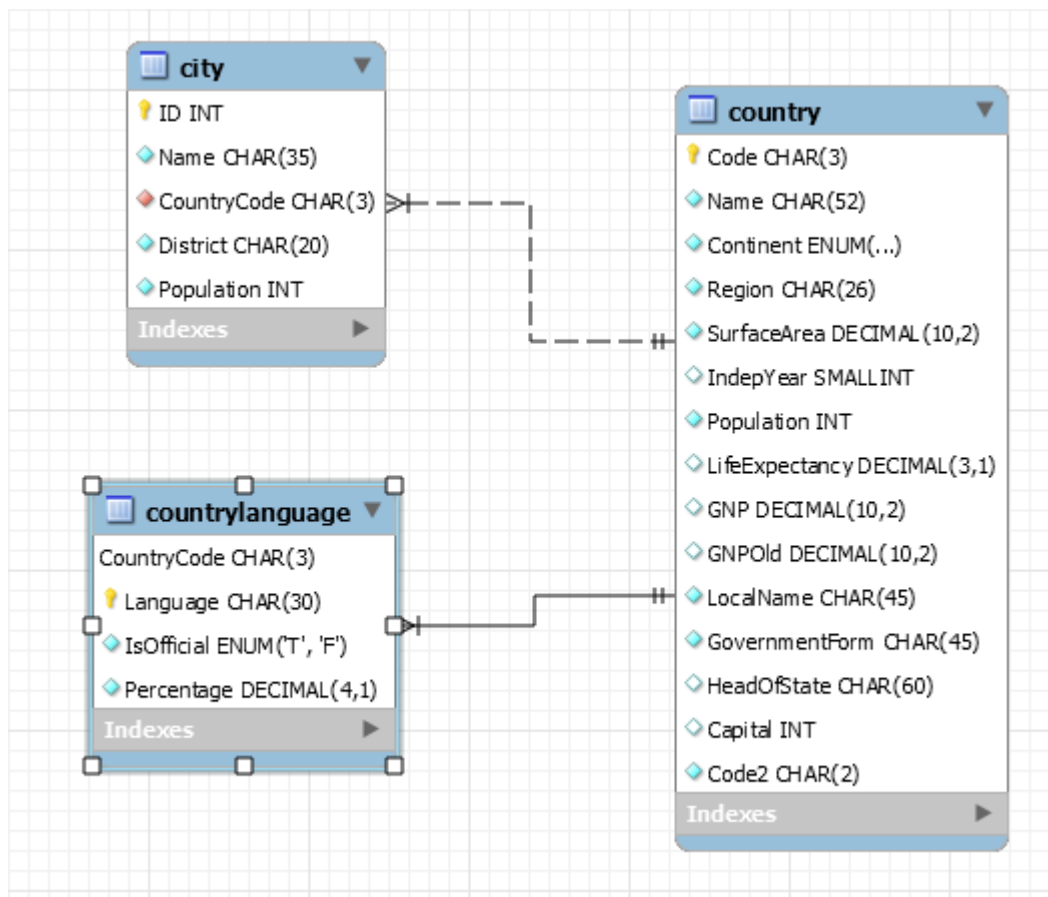 city
ID INT
Name CHAR(35)
CountryCode CHAR(3)
District CHAR(20)
Population INT
Indexes
country
Code CHAR(3)
Name CHAR(52)
Continent ENUM(...)
Region CHAR(26)
SurfaceArea DECIMAL(10,2)
IndepYear SMALLINT
Population INT
LifeExpectancy DECIMAL(3,1)
GNP DECIMAL(10,2)
GNPOld DECIMAL(10,2)
LocalName CHAR(45)
GovernmentForm CHAR(45)
HeadOfState CHAR(60)
Capital INT
Code2 CHAR(2)
Indexes
countrylanguage
CountryCode CHAR(3)
Language CHAR(30)
IsOfficial ENUM('T', 'F')
Percentage DECIMAL(4,1)
Indexes